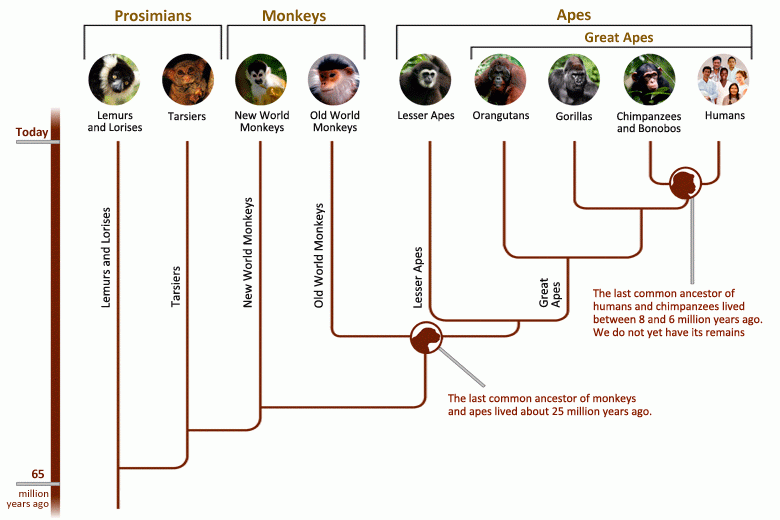 Prosimians
Monkeys
Apes
Great Apes
Lemurs
and Lorises
Tarsiers
New World
Monkeys
Old World
Monkeys
Lesser Apes
Orangutans
Gorillas
Chimpanzees
and Bonobos
Humans
Today
Lemurs and Lorises
Tarsiers
New World Monkeys
Old World Monkeys
Lesser Apes
Great
Apes
The last common ancestor of
humans and chimpanzees lived
between 8 and 6 million years ago.
We do not yet have its remains
The last common ancestor of monkeys
and apes lived about 25 million years ago.
65
million
years ago